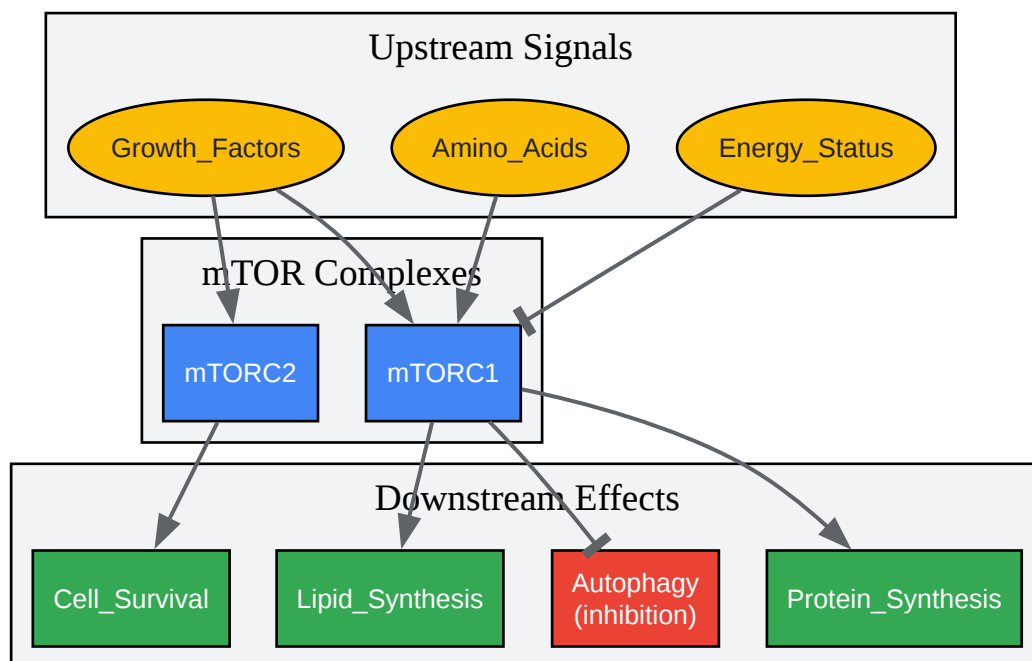 Upstream Signals
Growth_Factors
Amino_Acids
Energy_Status
mTOR Complexes
mTORC2
mTORC1
Downstream Effects
Cell_Survival
Lipid_Synthesis
Autophagy
(inhibition)
Protein_Synthesis